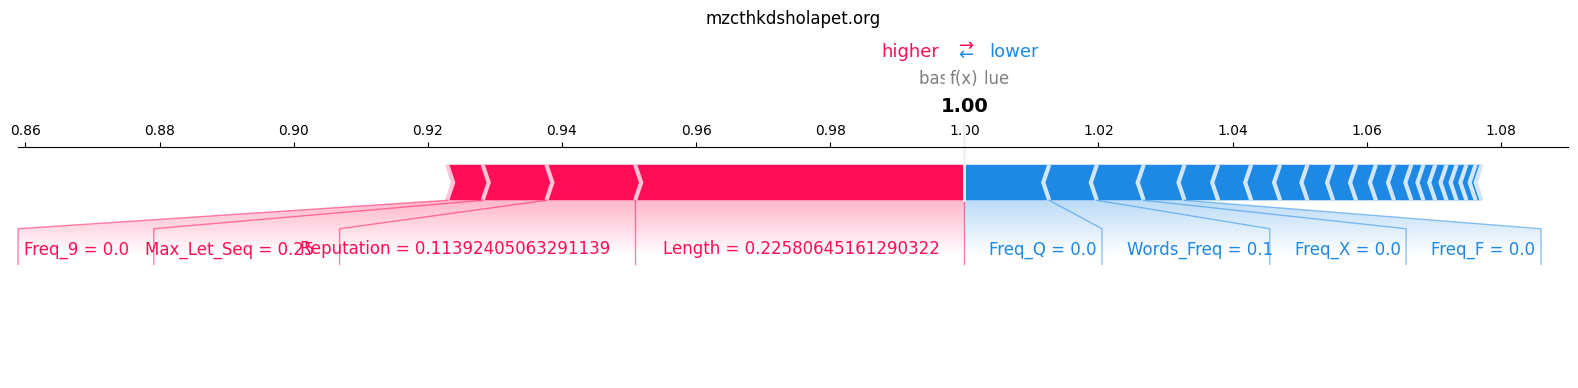 mzcthkdsholapet.org
higher ⇄ lower
bas f(x) lue
1.00
0.86 0.88 0.90 0.92 0.94 0.96 0.98 1.00 1.02 1.04 1.06 1.08
Freq_9 = 0.0 Max_Let_Seq = 0.25 Reputation = 0.11392405063291139 Length = 0.22580645161290322 Freq_Q = 0.0 Words_Freq = 0.1 Freq_X = 0.0 Freq_F = 0.0